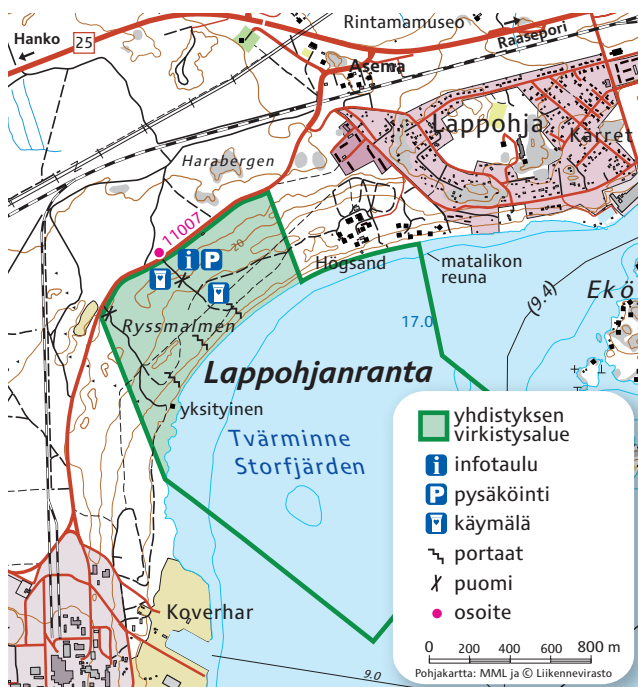 Rintamamuseo
Hanko
25
Raasepori
Asema
Lappohja
Karret
Harabergen
11007
20
i P
Högsand
matalikon
reuna
(9.4)
Ekö
Ryssmalmen
17.0
Lappohjanranta
yksityinen
Tvärminne
Storfjärden
yhdistyksen
virkistysalue
i infotaulu
P pysäköinti
käymälä
portaat
puomi
osoite
Koverhar
0 200 400 800 m
9.0
Pohjakartta: MML ja © Liikennevirasto